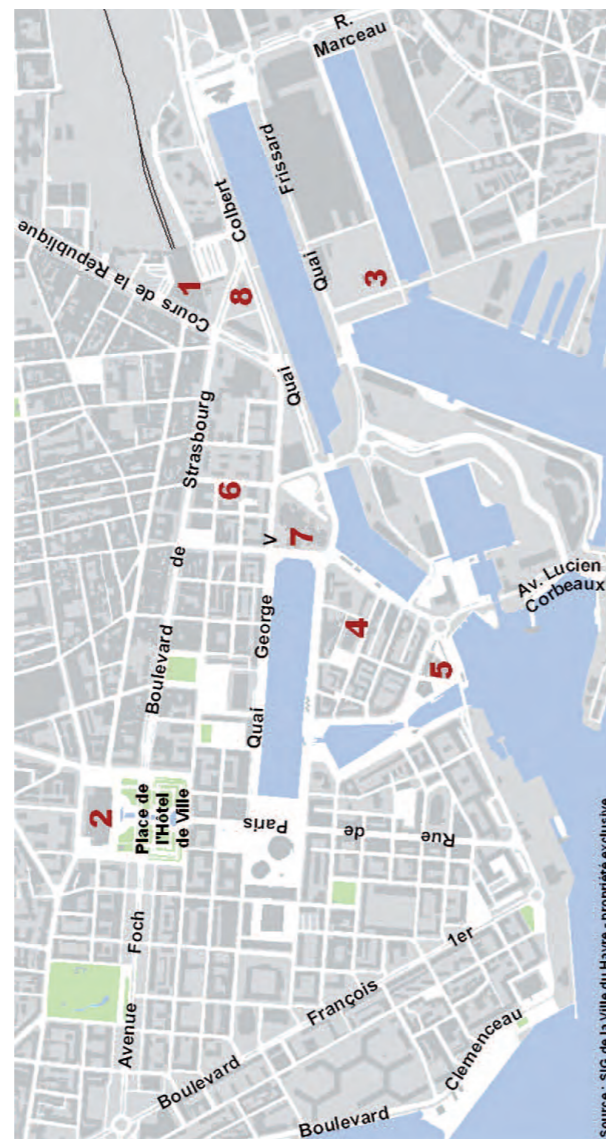 R.
Marceau
Cours de la République
Colbert
Frissard
1
8
Quai
3
Quai
Strasbourg
6
de
V
7
George
4
Av. Lucien
Corbeaux
5
Boulevard
Quai
2
Place de
l'Hôtel
de Ville
Paris
de
Rue
Foch
Avenue
1er
François
Boulevard
Clemenceau
Boulevard
Source : SIG de la Ville du Havre - propriété exclusive